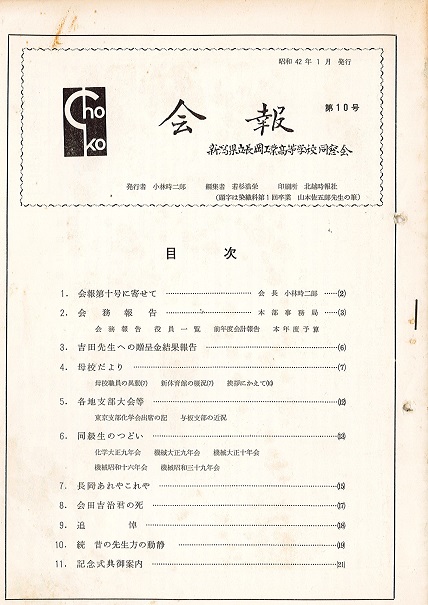 昭和42年1月 発行
Choko
会報
第10号
新潟県立長岡工業高等学校同窓会
発行者 小林時二郎 編集者 若杉 印刷所 北越時報社
(題字は染織科第1回卒業 山本佐五郎先生の筆)
目次
1. 会報第十号に寄せて 会長 小林時二郎 (2)
2. 会務報告 本部事務局 (3)
会務報告 役員一覧 前年度会計報告 本年度予算
3. 吉田先生への贈呈金結果報告 (6)
4. 母校だより (7)
母校職員の異動(7) 新体育館の概況(7) 挨拶にかえて
5. 各地支部大会等 (12)
東京支部化学会出席の記 与板支部の近況
6. 同級生のつどい (13)
化学大正九年会 機械大正九年会 機械大正十年会
機械昭和十六年会 機械昭和三十九年会
7. 長岡あれやこれや (15)
8. 会田吉治君の死 (17)
9. 追悼 (18)
10. 続 昔の先生方の動静 (19)
11. 記念式典御案内 (21)